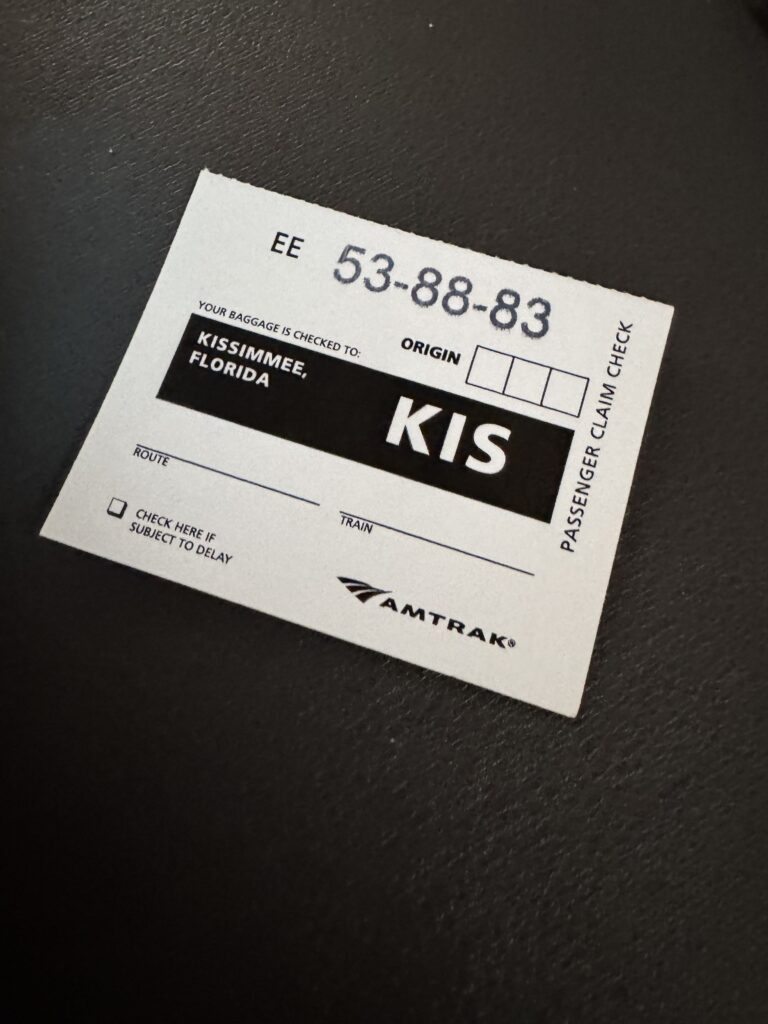 EE 53-88-83
YOUR BAGGAGE IS CHECKED TO:
ORIGIN
KISSIMMEE,
FLORIDA
KIS
ROUTE
TRAIN
CHECK HERE IF
SUBJECT TO DELAY
AMTRAK®
PASSENGER CLAIM CHECK